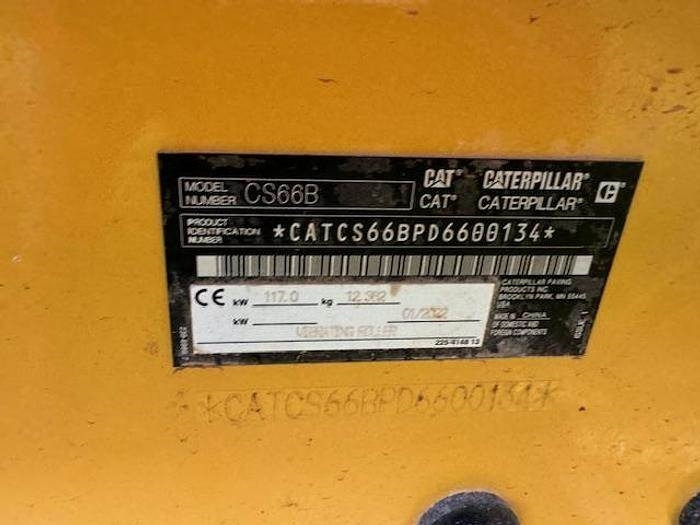 MODEL NUMBER CS66B
CAT® CATERPILLAR®
CAT® CATERPILLAR®
PRODUCT IDENTIFICATION NUMBER *CATCS66BPD6600134*
CE kW 117.0 kg 12.362
kW 01/2022
VIBRATING ROLLER
225-6148 13
CATERPILLAR PAVING
PRODUCTS INC
BROOKLYN PARK, MN 55445
USA
MADE IN CHINA
OF DOMESTIC AND
FOREIGN COMPONENTS
*CATCS66BPD6600134*